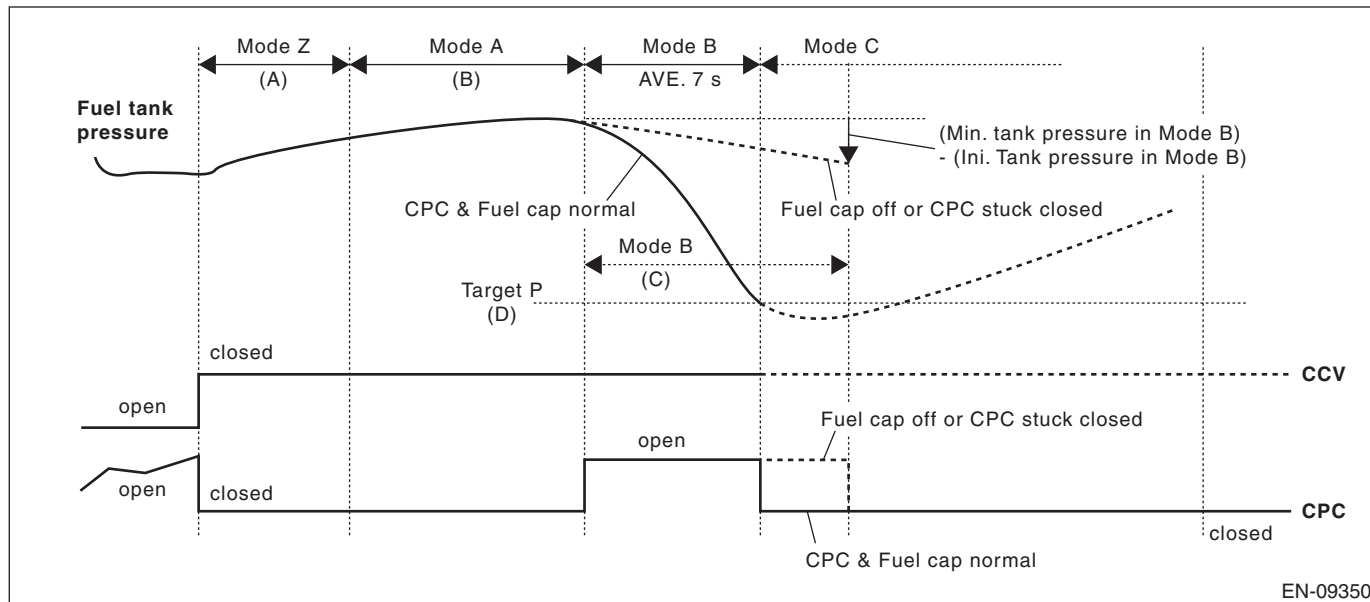 Mode Z
Mode A
Mode B
Mode C
(A)
(B)
AVE. 7 s
Fuel tank
pressure
(Min. tank pressure in Mode B)
- (Ini. Tank pressure in Mode B)
CPC & Fuel cap normal
Fuel cap off or CPC stuck closed
Mode B
(C)
Target P
(D)
closed
CCV
open
Fuel cap off or CPC stuck closed
open
open
closed
CPC
closed
CPC & Fuel cap normal
EN-09350